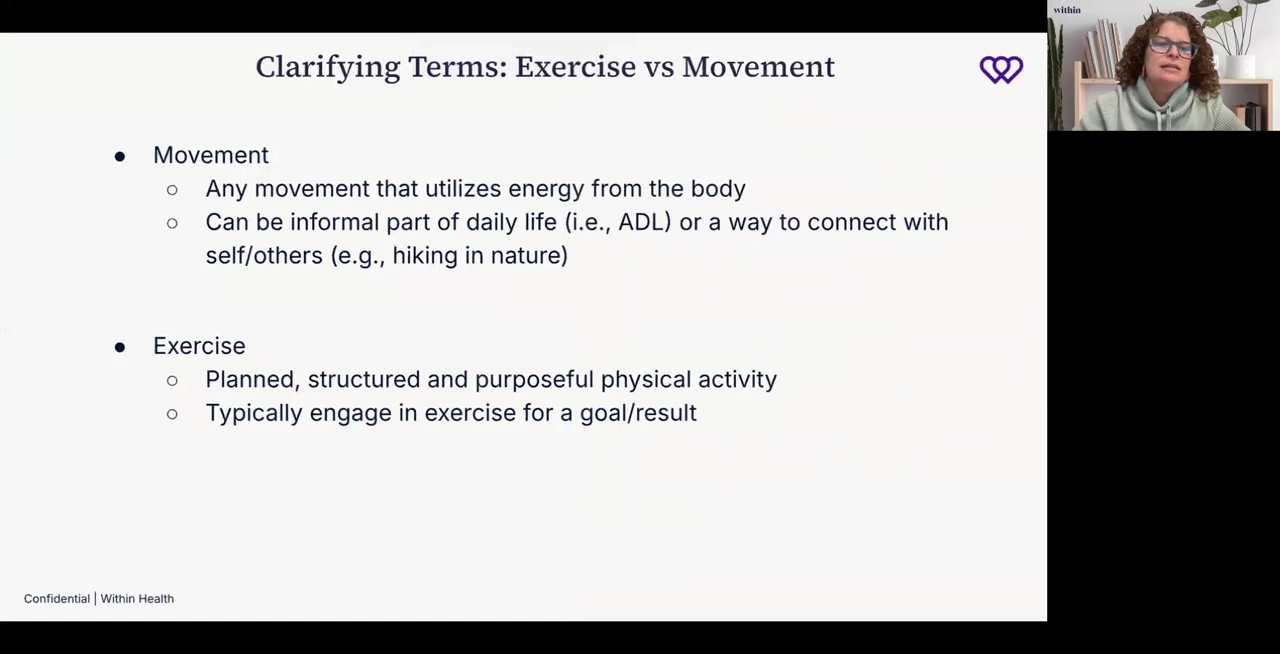 Clarifying Terms: Exercise vs Movement
within
● Movement
○ Any movement that utilizes energy from the body
○ Can be informal part of daily life (i.e., ADL) or a way to connect with
self/others (e.g., hiking in nature)
● Exercise
○ Planned, structured and purposeful physical activity
○ Typically engage in exercise for a goal/result
Confidential | Within Health